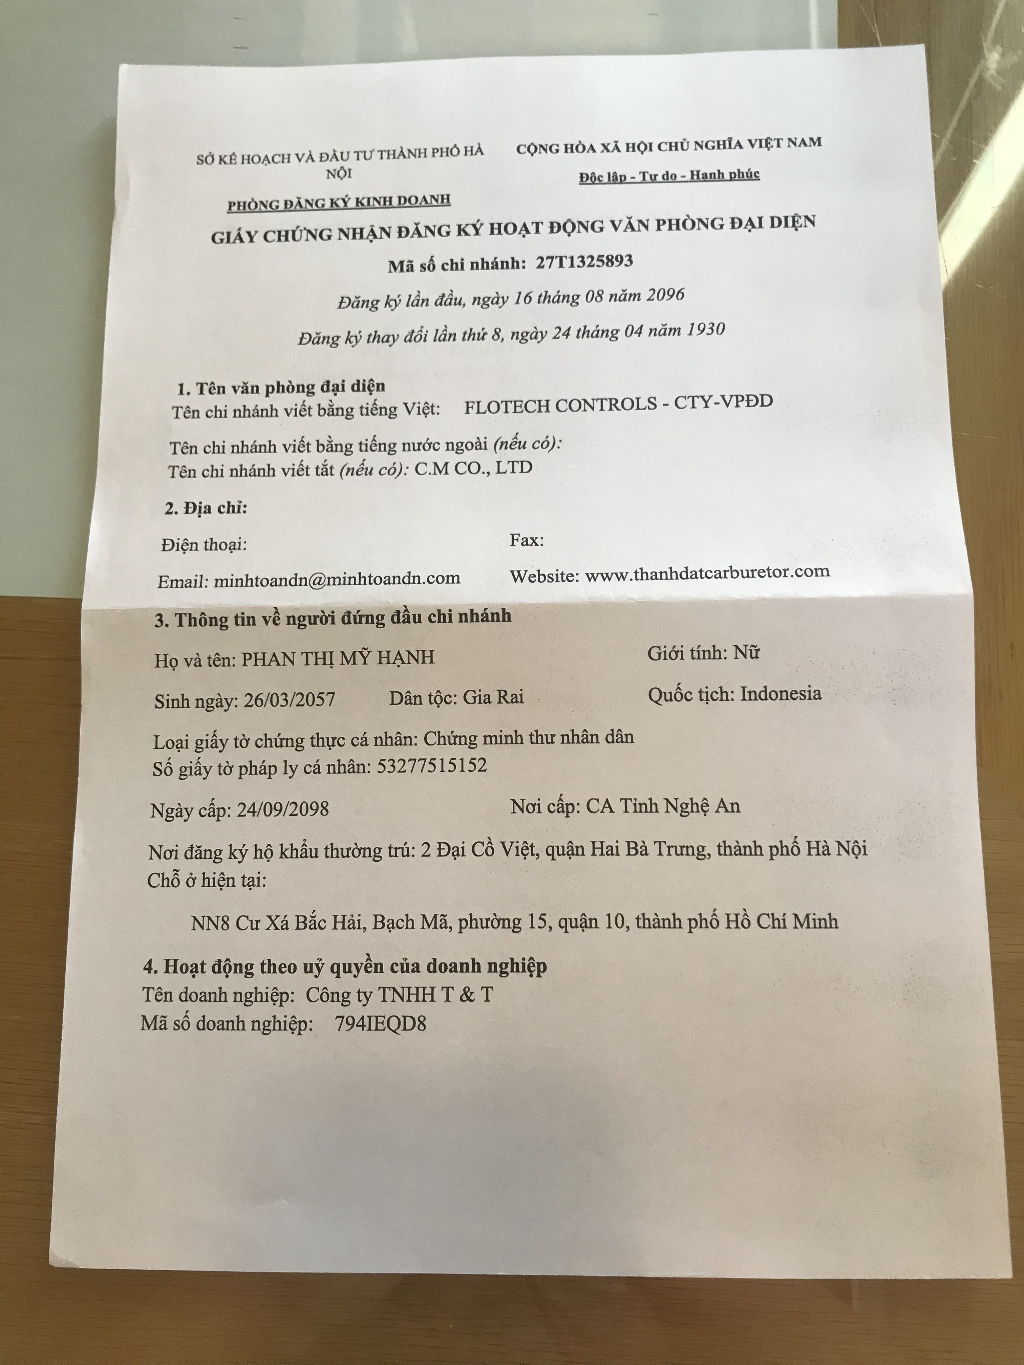 SỞ KẾ HOẠCH VÀ ĐẦU TƯ THÀNH PHỐ HÀ
NỘI
PHÒNG ĐĂNG KÝ KINH DOANH
CỘNG HÒA XÃ HỘI CHỦ NGHĨA VIỆT NAM
Độc lập - Tự do - Hạnh phúc
GIẤY CHỨNG NHẬN ĐĂNG KÝ HOẠT ĐỘNG VĂN PHÒNG ĐẠI DIỆN
Mã số chi nhánh: 27T1325893
Đăng ký lần đầu, ngày 16 tháng 08 năm 2096
Đăng ký thay đổi lần thứ 8, ngày 24 tháng 04 năm 1930
1. Tên văn phòng đại diện
Tên chi nhánh viết bằng tiếng Việt: FLOTECH CONTROLS - CTY-VPĐD
Tên chi nhánh viết bằng tiếng nước ngoài (nếu có):
Tên chi nhánh viết tắt (nếu có): C.M CO., LTD
2. Địa chỉ:
Điện thoại: Fax:
Email: minhtoandn@minhtoandn.com Website: www.thanhdatcarburetor.com
3. Thông tin về người đứng đầu chi nhánh
Họ và tên: PHAN THỊ MỸ HẠNH Giới tính: Nữ
Sinh ngày: 26/03/2057 Dân tộc: Gia Rai Quốc tịch: Indonesia
Loại giấy tờ chứng thực cá nhân: Chứng minh thư nhân dân
Số giấy tờ pháp ly cá nhân: 53277515152
Ngày cấp: 24/09/2098 Nơi cấp: CA Tỉnh Nghệ An
Nơi đăng ký hộ khẩu thường trú: 2 Đại Cồ Việt, quận Hai Bà Trưng, thành phố Hà Nội
Chỗ ở hiện tại:
NN8 Cư Xá Bắc Hải, Bạch Mã, phường 15, quận 10, thành phố Hồ Chí Minh
4. Hoạt động theo uỷ quyền của doanh nghiệp
Tên doanh nghiệp: Công ty TNHH T & T
Mã số doanh nghiệp: 794IEQD8